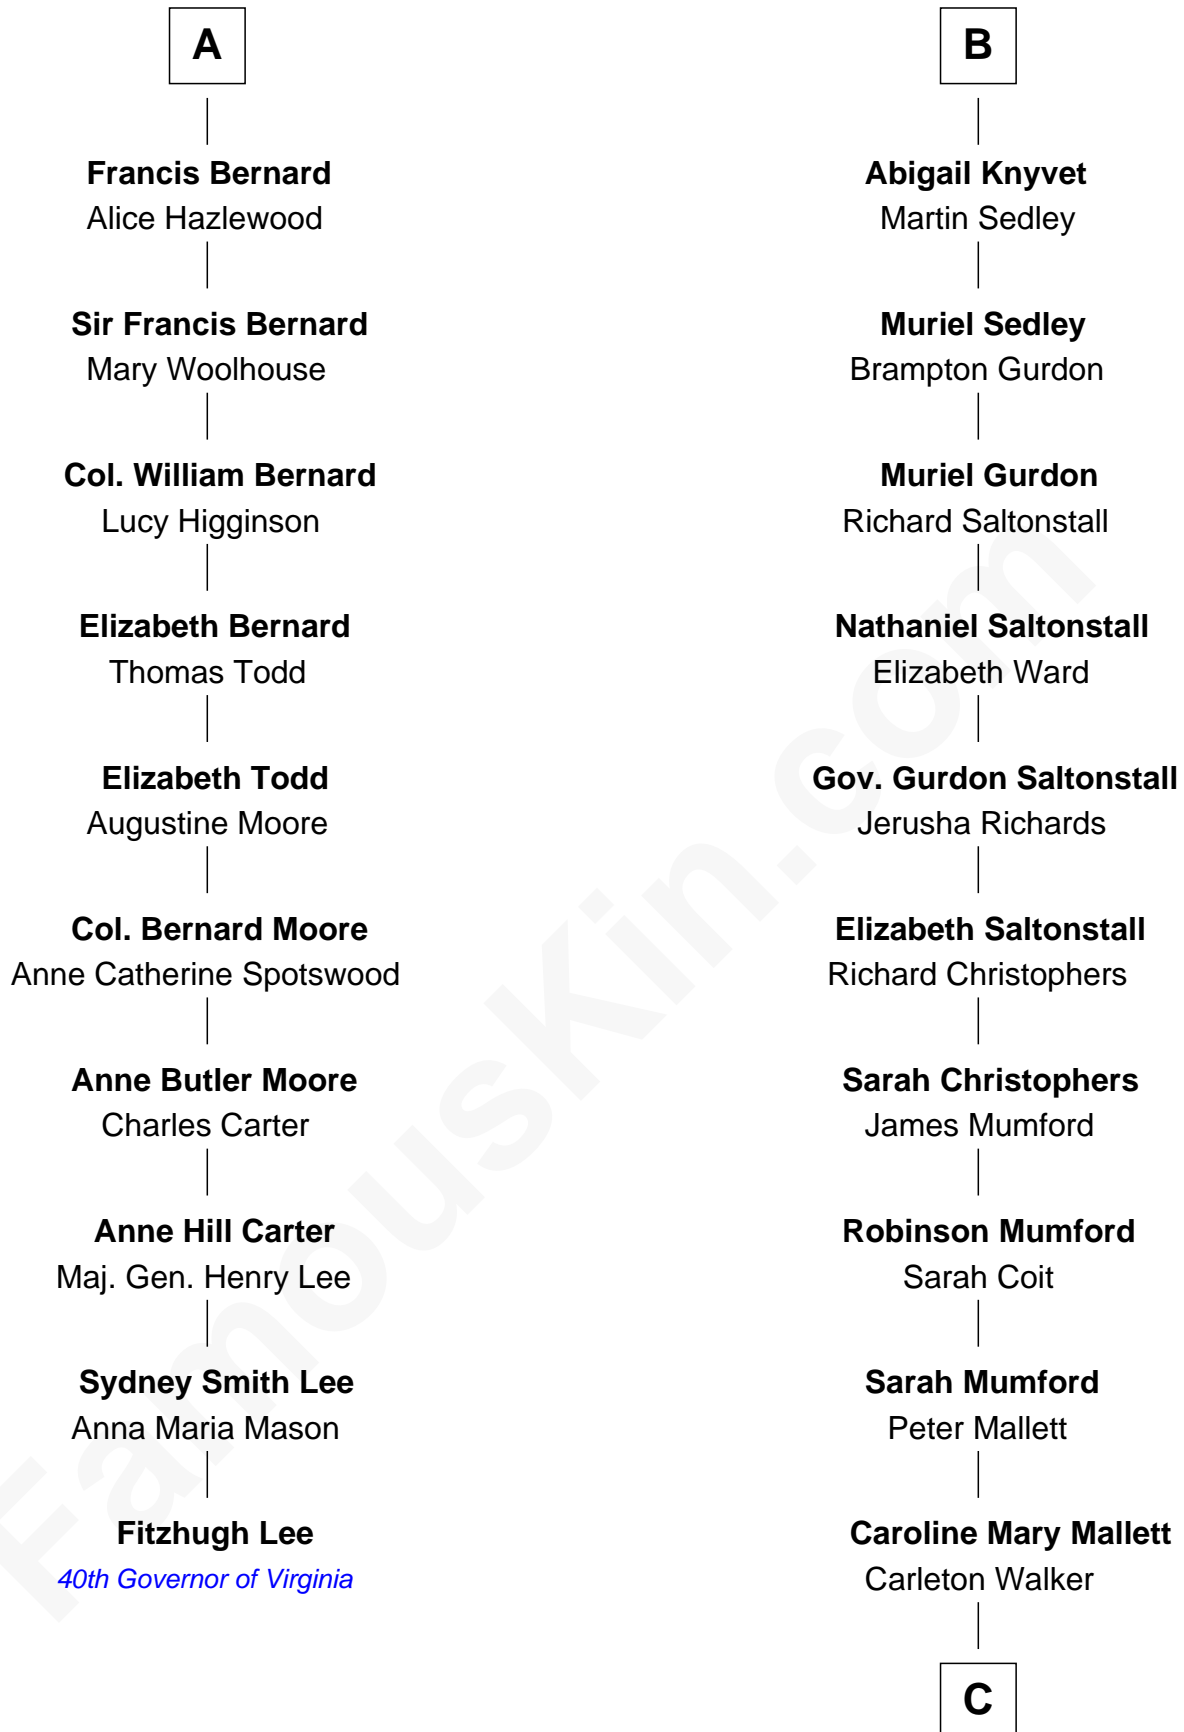 A
Francis Bernard
Alice Hazlewood
Sir Francis Bernard
Mary Woolhouse
Col. William Bernard
Lucy Higginson
Elizabeth Bernard
Thomas Todd
Elizabeth Todd
Augustine Moore
Col. Bernard Moore
Anne Catherine Spotswood
Anne Butler Moore
Charles Carter
Anne Hill Carter
Maj. Gen. Henry Lee
Sydney Smith Lee
Anna Maria Mason
Fitzhugh Lee
40th Governor of Virginia
B
Abigail Knyvet
Martin Sedley
Muriel Sedley
Brampton Gurdon
Muriel Gurdon
Richard Saltonstall
Nathaniel Saltonstall
Elizabeth Ward
Gov. Gurdon Saltonstall
Jerusha Richards
Elizabeth Saltonstall
Richard Christophers
Sarah Christophers
James Mumford
Robinson Mumford
Sarah Coit
Sarah Mumford
Peter Mallett
Caroline Mary Mallett
Carleton Walker
C
FamousKin.com